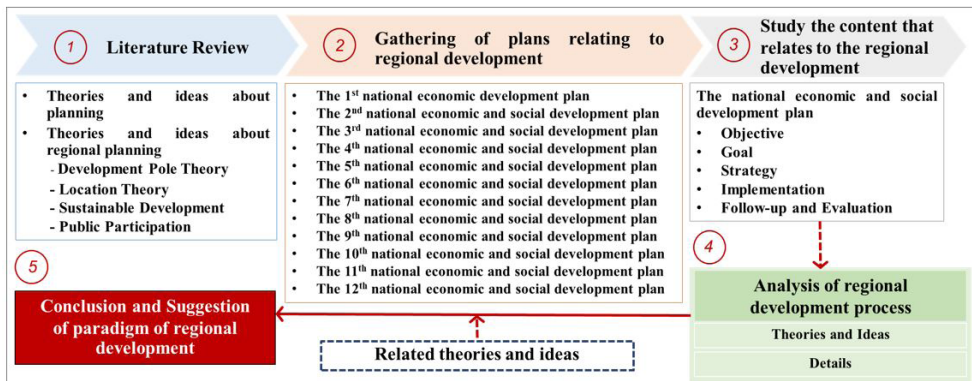 1
Literature Review
• Theories and ideas about
planning
• Theories and ideas about
regional planning
- Development Pole Theory
- Location Theory
- Sustainable Development
- Public Participation
2
Gathering of plans relating to
regional development
• The 1st national economic development plan
• The 2nd national economic and social development plan
• The 3rd national economic and social development plan
• The 4th national economic and social development plan
• The 5th national economic and social development plan
• The 6th national economic and social development plan
• The 7th national economic and social development plan
• The 8th national economic and social development plan
• The 9th national economic and social development plan
• The 10th national economic and social development plan
• The 11th national economic and social development plan
• The 12th national economic and social development plan
3
Study the content that
relates to the regional
development
The national economic and social
development plan
• Objective
• Goal
• Strategy
• Implementation
• Follow-up and Evaluation
4
Analysis of regional
development process
Theories and Ideas
Details
Related theories and ideas
5
Conclusion and Suggestion
of paradigm of regional
development